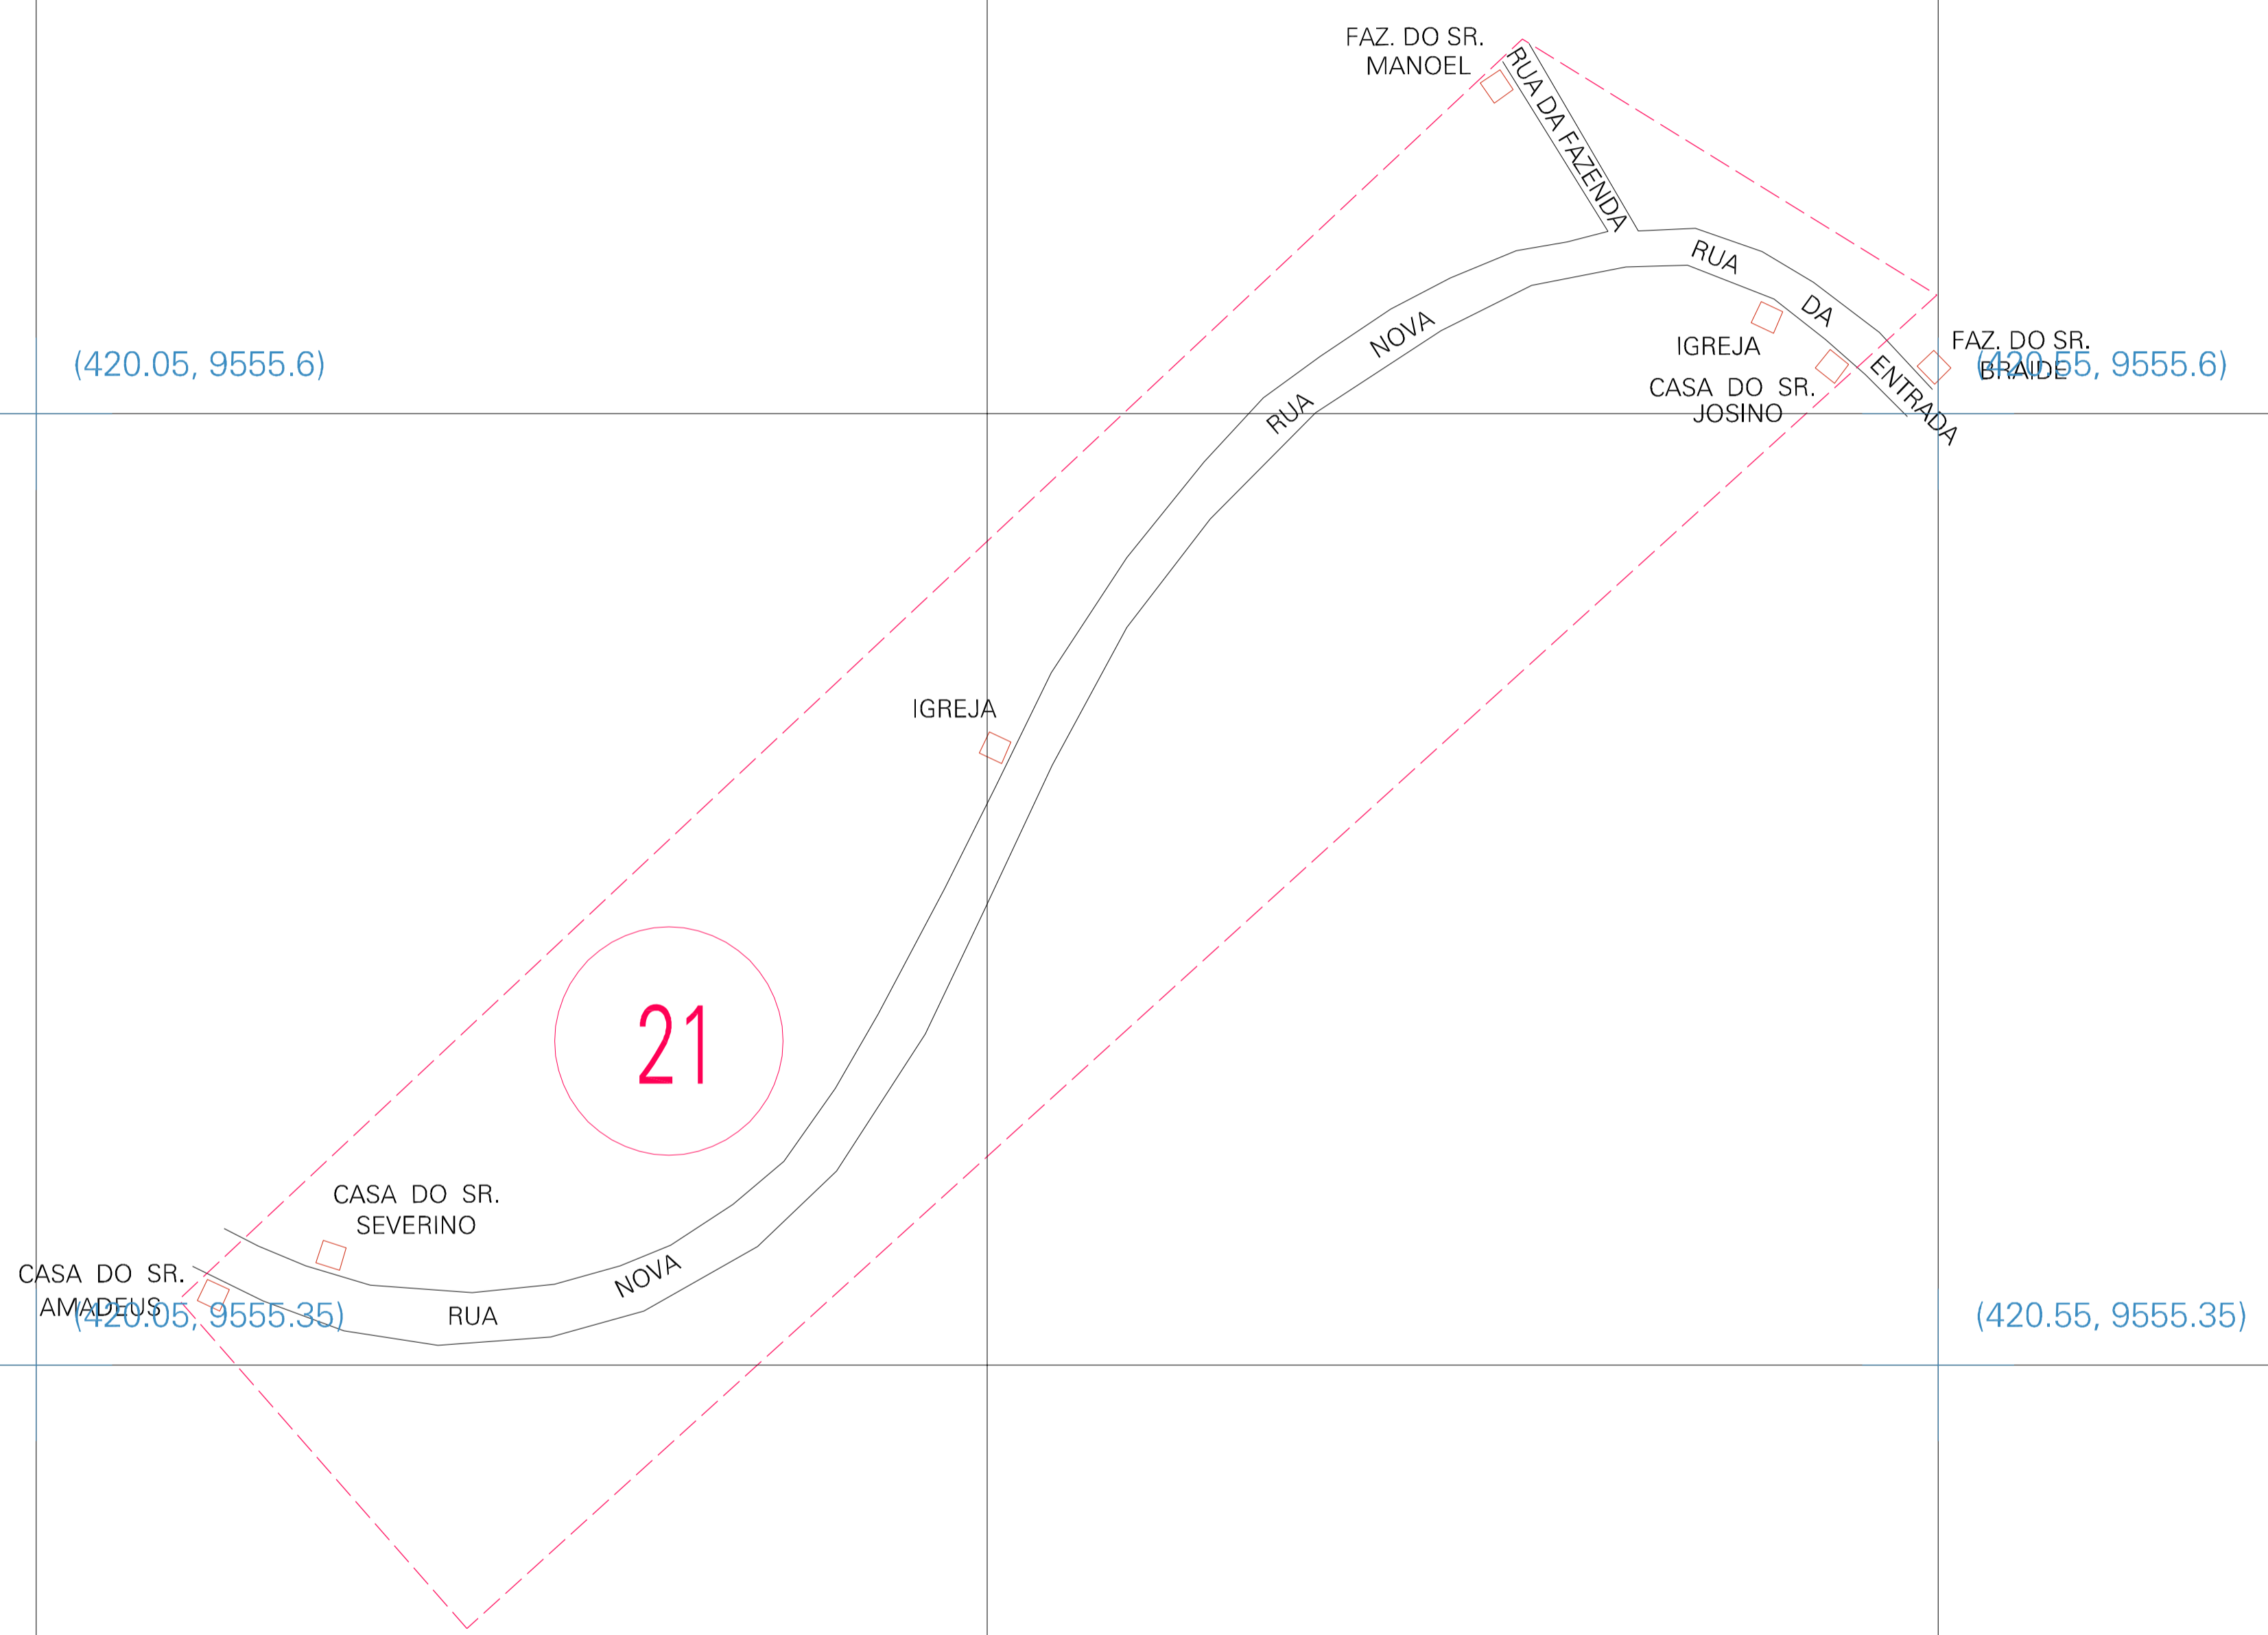 FAZ. DO SR.
MANOEL
RUA DA FAZENDA
RUA
DA
ENTRADA
NOVA
RUA
IGREJA
CASA DO SR.
JOSINO
FAZ. DO SR.
BRAIDE
(420.05, 9555.6)
(420.55, 9555.6)
IGREJA
21
CASA DO SR.
SEVERINO
NOVA
RUA
CASA DO SR.
AMADEUS
(420.05, 9555.35)
(420.55, 9555.35)